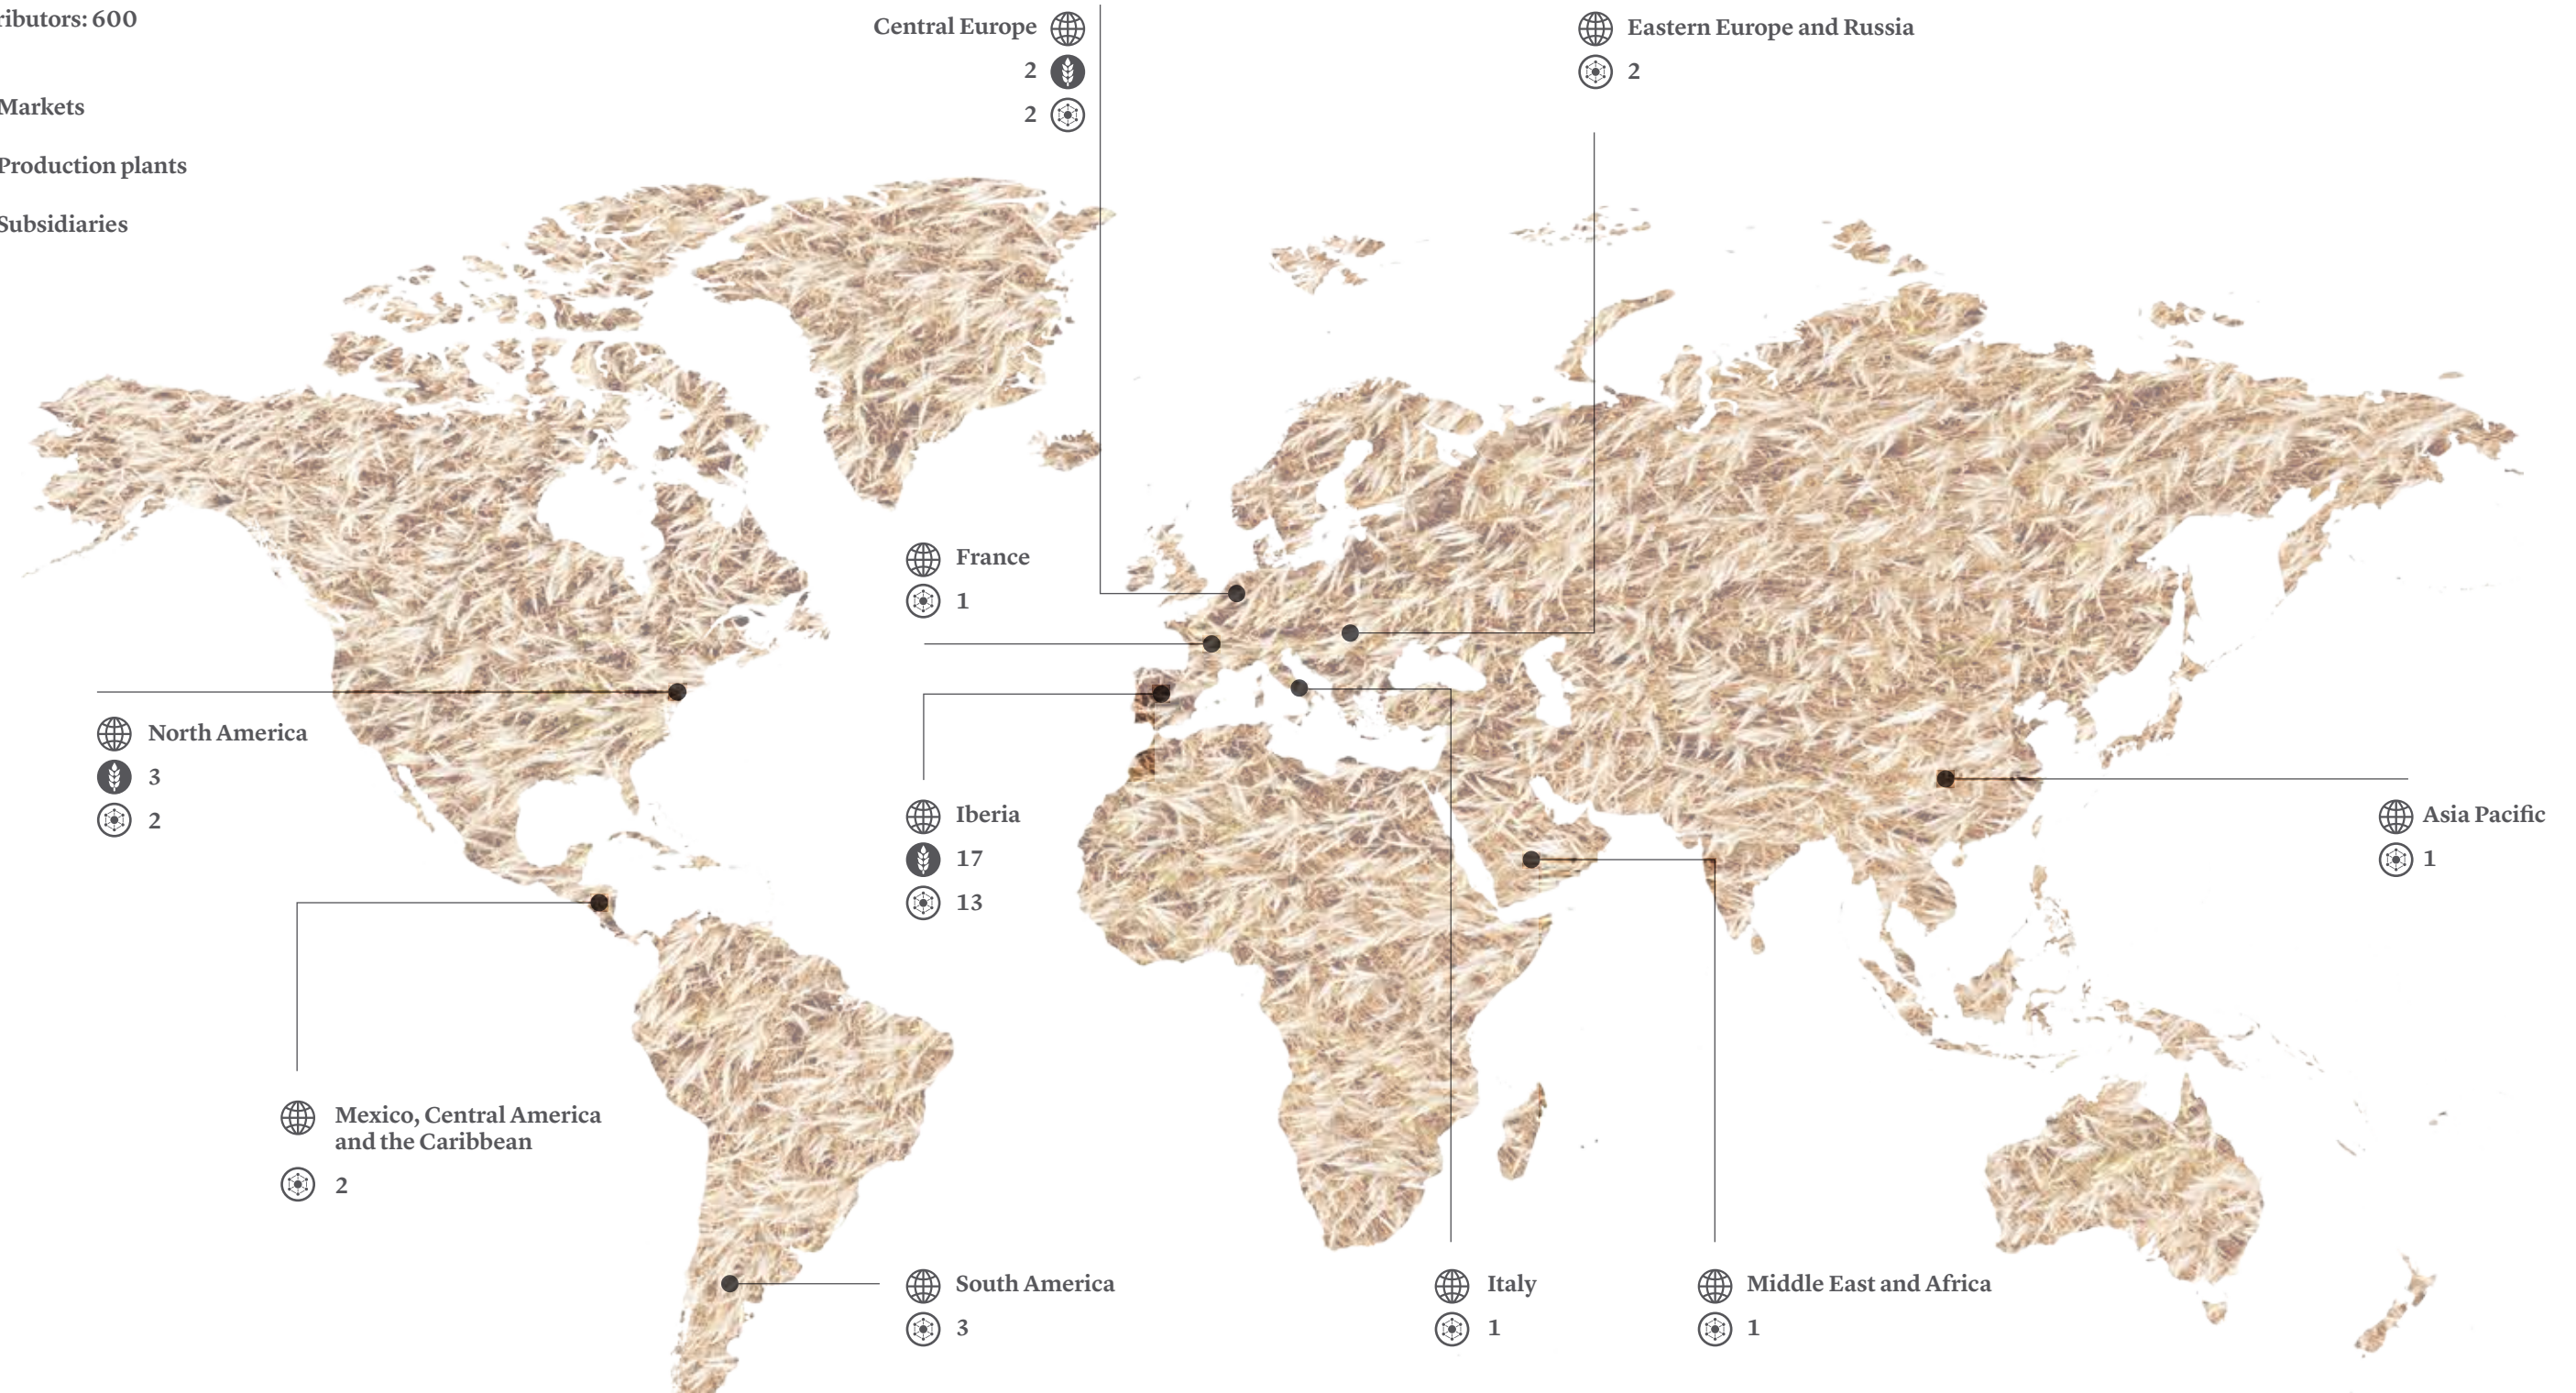 ributors: 600
Markets
Production plants
Subsidiaries
Central Europe
2
2
Eastern Europe and Russia
2
France
1
North America
3
2
Iberia
17
13
Asia Pacific
1
Mexico, Central America
and the Caribbean
2
South America
3
Italy
1
Middle East and Africa
1